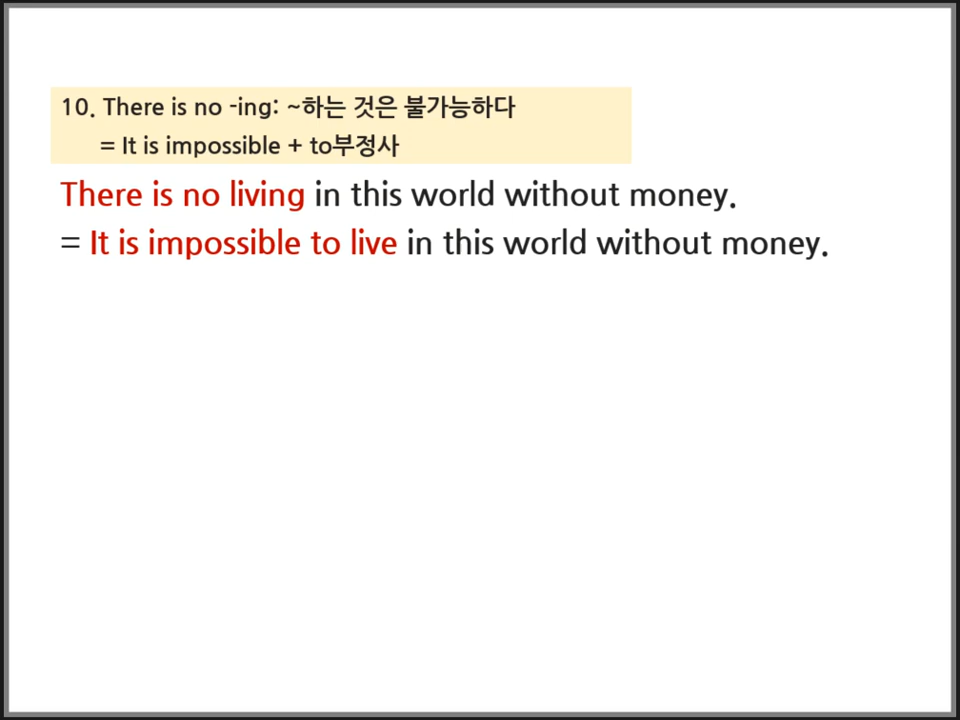 10. There is no -ing: ~하는 것은 불가능하다
= It is impossible + to부정사
There is no living in this world without money.
= It is impossible to live in this world without money.